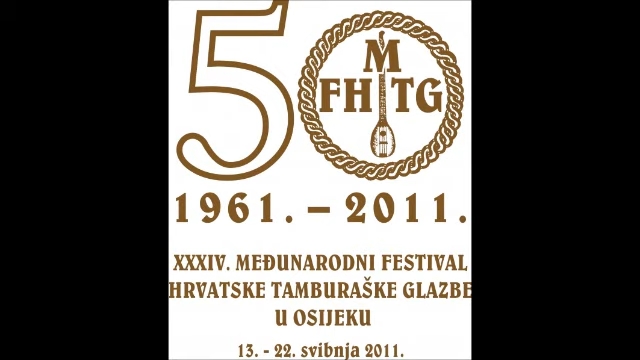 50
M
FH TG
1961. – 2011.
XXXIV. MEĐUNARODNI FESTIVAL
HRVATSKE TAMBURAŠKE GLAZBE
U OSIJEKU
13. - 22. svibnja 2011.